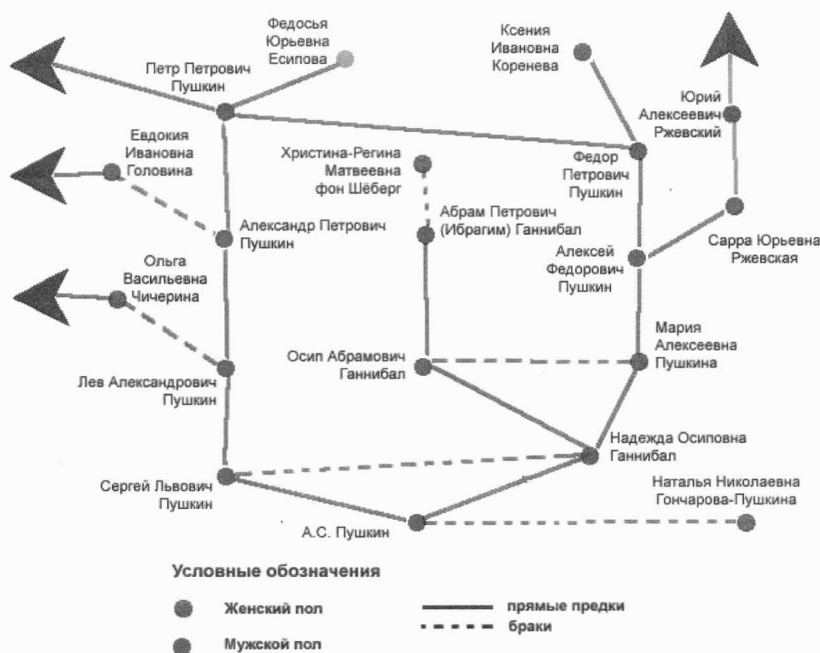 Федосья
Юрьевна
Есипова
Ксения
Ивановна
Коренева
Петр Петрович
Пушкин
Юрий
Алексеевич
Ржевский
Евдокия
Ивановна
Головина
Христина-Регина
Матвеевна
фон Шёберг
Федор
Петрович
Пушкин
Александр Петрович
Пушкин
Абрам Петрович
(Ибрагим) Ганнибал
Сарра Юрьевна
Ржевская
Алексей
Федорович
Пушкин
Ольга
Васильевна
Чичерина
Осип Абрамович
Ганнибал
Мария
Алексеевна
Пушкина
Лев Александрович
Пушкин
Надежда Осиповна
Ганнибал
Сергей Львович
Пушкин
Наталья Николаевна
Гончарова-Пушкина
А.С. Пушкин
Условные обозначения
Женский пол
прямые предки
браки
Мужской пол